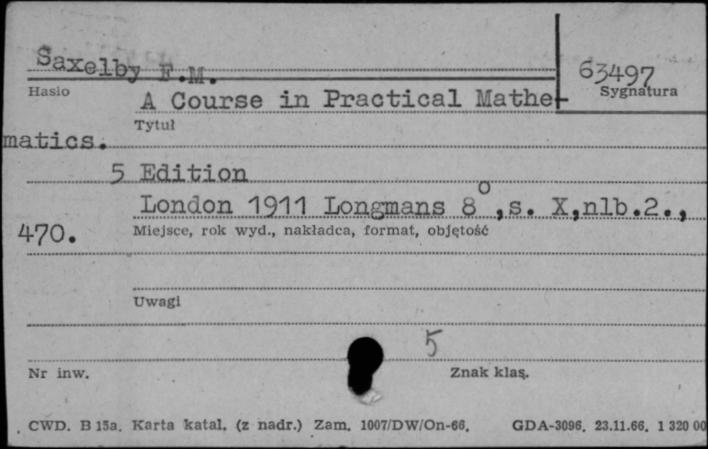 Saxelby F.M.
63497
Hasło
Sygnatura
A Course in Practical Mathe-
Tytuł
matics.
5 Edition
London 1911 Longmans 8°,s. X,nlb.2.,
470.
Miejsce, rok wyd., nakładca, format, objętość
Uwagi
5
Nr inw.
Znak klas.
CWD. B 15a. Karta katal. (z nadr.) Zam. 1007/DW/On-66. GDA-3096. 23.11.66. 1 320 00